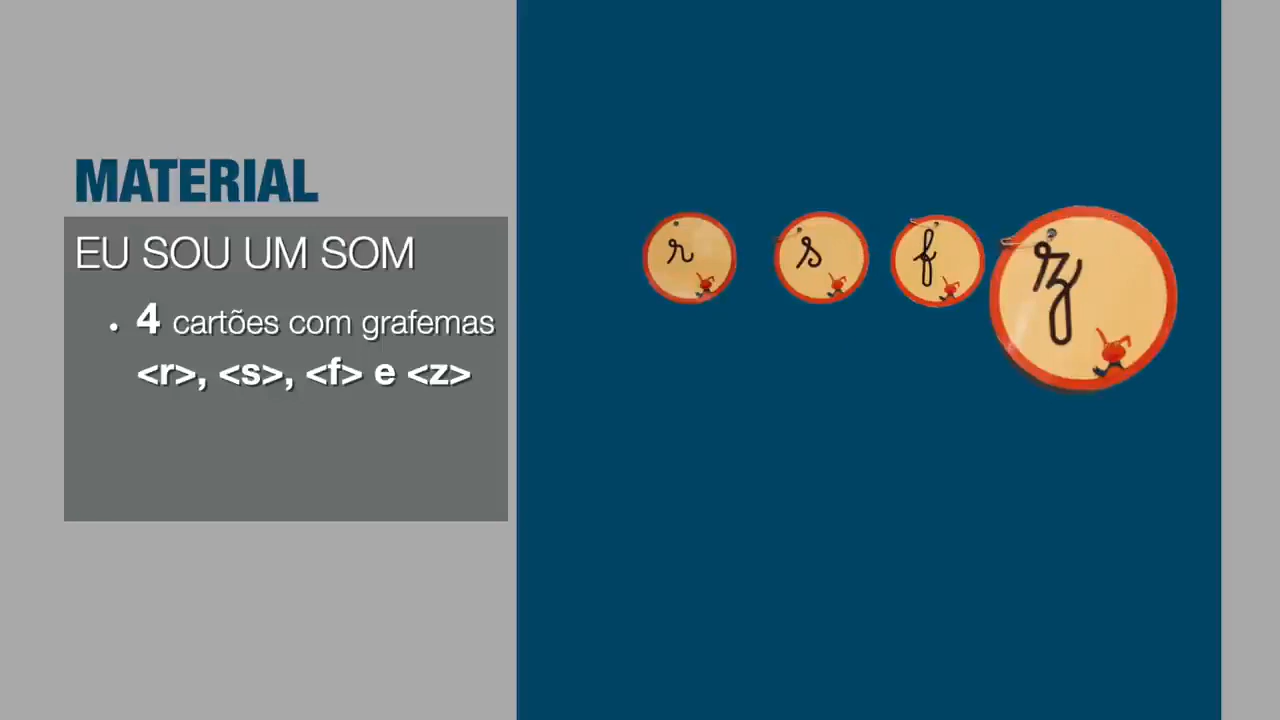 MATERIAL
EU SOU UM SOM
• 4 cartões com grafemas
<r>, <s>, <f> e <z>
r s f z